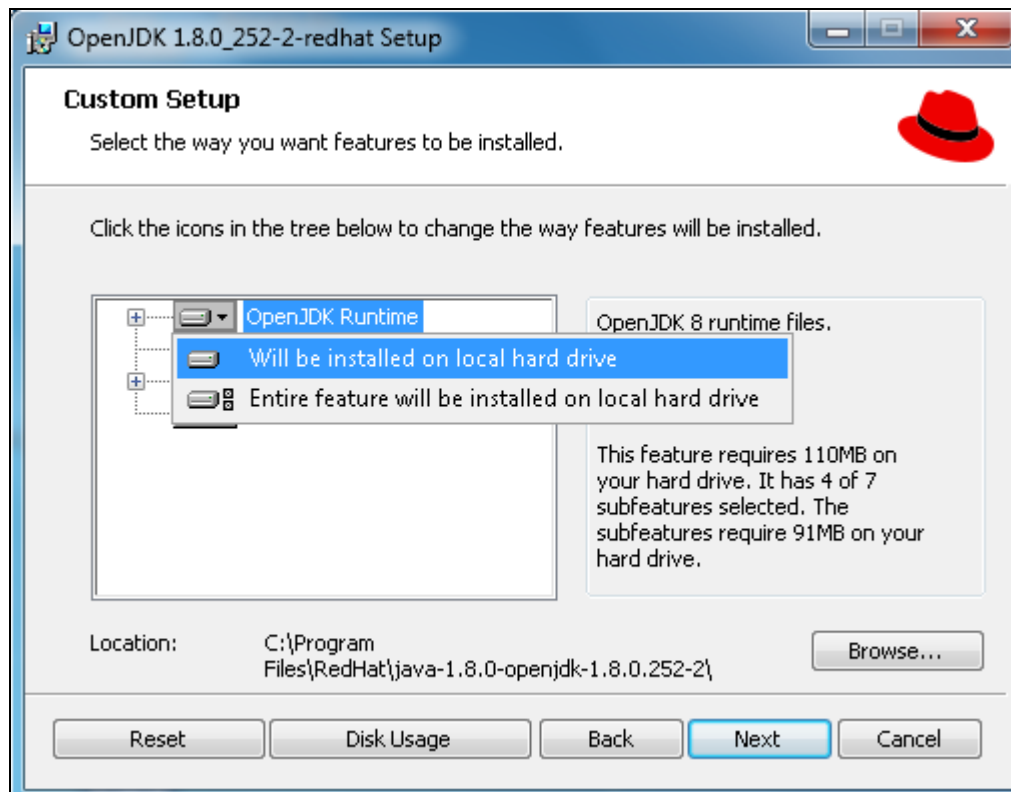 OpenJDK 1.8.0_252-2-redhat Setup
Custom Setup
Select the way you want features to be installed.
Click the icons in the tree below to change the way features will be installed.
OpenJDK Runtime
Will be installed on local hard drive
Entire feature will be installed on local hard drive
OpenJDK 8 runtime files.
This feature requires 110MB on
your hard drive. It has 4 of 7
subfeatures selected. The
subfeatures require 91MB on your
hard drive.
Location:
C:\Program
Files\RedHat\java-1.8.0-openjdk-1.8.0.252-2\
Browse...
Reset
Disk Usage
Back
Next
Cancel